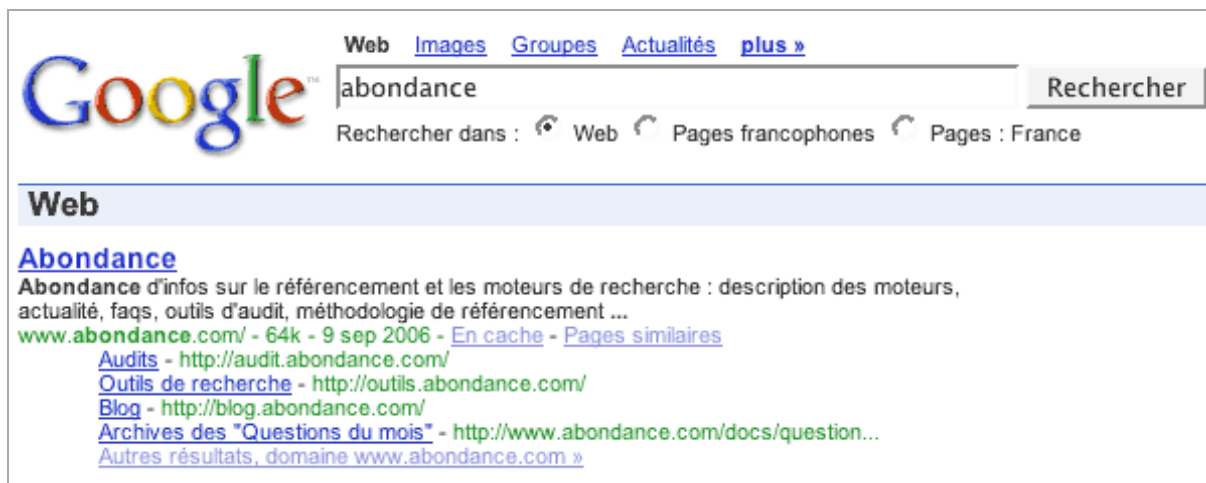 Web Images Groupes Actualités plus »
Google™
abondance Rechercher
Rechercher dans : Web Pages francophones Pages : France
Web
Abondance
Abondance d'infos sur le référencement et les moteurs de recherche : description des moteurs,
actualité, faqs, outils d'audit, méthodologie de référencement ...
www.abondance.com/ - 64k - 9 sep 2006 - En cache - Pages similaires
Audits - http://audit.abondance.com/
Outils de recherche - http://outils.abondance.com/
Blog - http://blog.abondance.com/
Archives des "Questions du mois" - http://www.abondance.com/docs/question...
Autres résultats, domaine www.abondance.com »